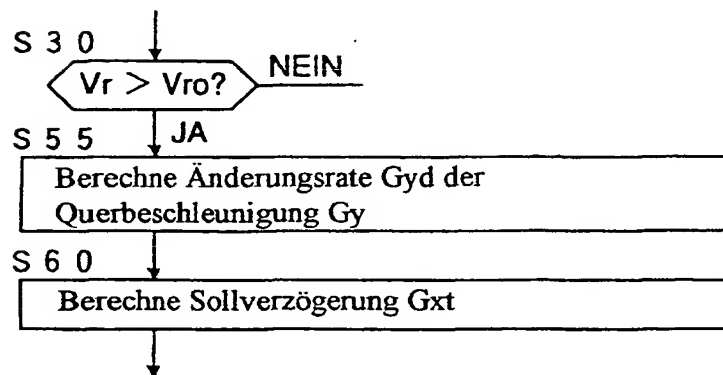 S 3 0
Vr > Vro?
NEIN
JA
S 5 5
Berechne Änderungsrate Gyd der
Querbeschleunigung Gy
S 6 0
Berechne Sollverzögerung Gxt